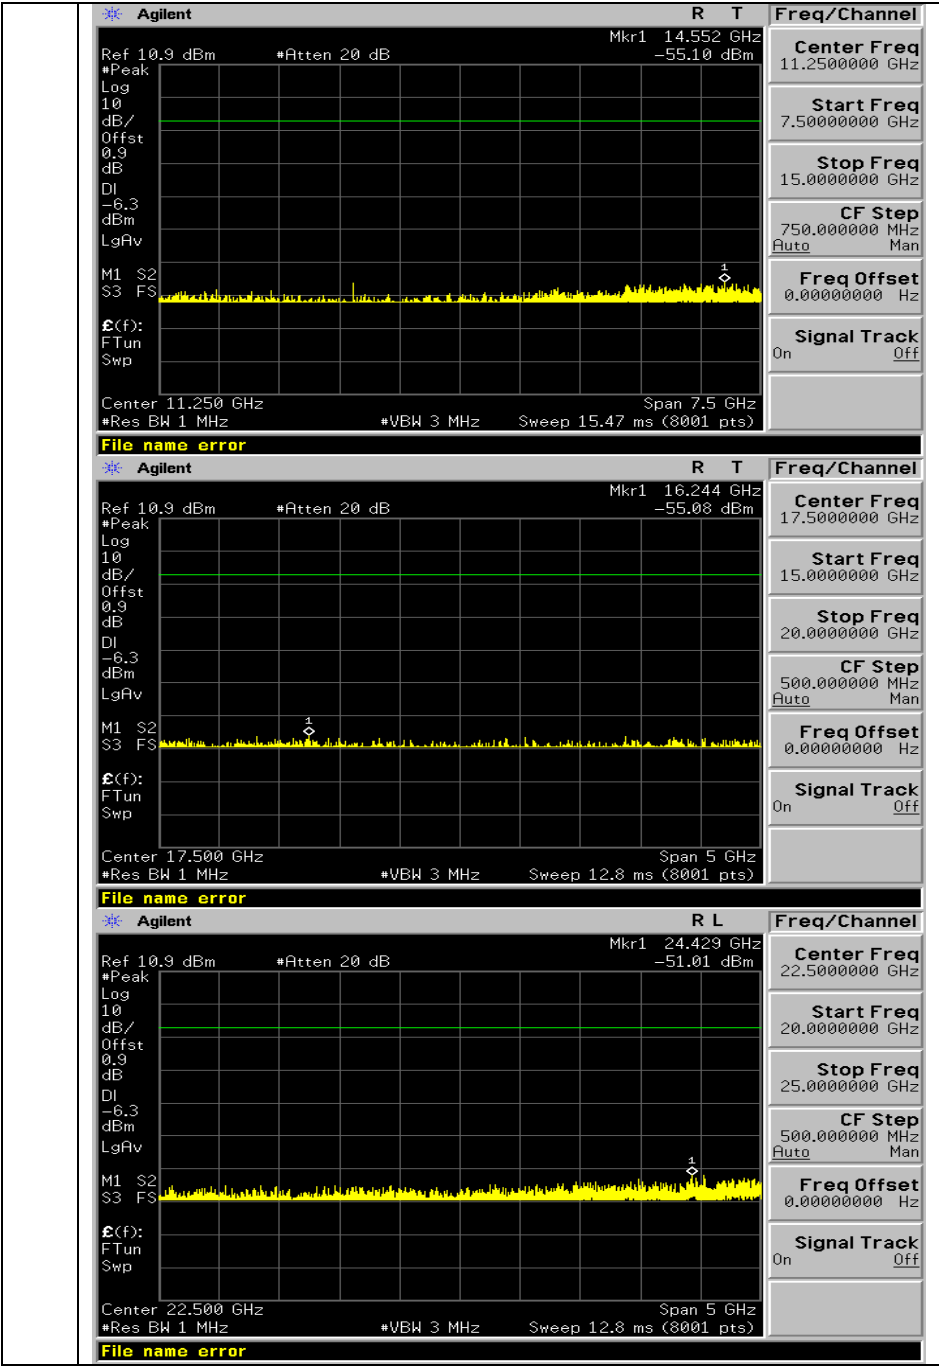 Agilent R T Freq/Channel
Mkr1 14.552 GHz
Ref 10.9 dBm #Atten 20 dB -55.10 dBm
#Peak
Log
10
dB/
Offst
0.9
dB
DI
-6.3
dBm
LgAv
M1 S2
S3 FS
£(f):
FTun
Swp
1
Center 11.250 GHz Span 7.5 GHz
#Res BW 1 MHz #VBW 3 MHz Sweep 15.47 ms (8001 pts)
File name error
Center Freq
11.2500000 GHz
Start Freq
7.50000000 GHz
Stop Freq
15.0000000 GHz
CF Step
750.000000 MHz
Auto Man
Freq Offset
0.00000000 Hz
Signal Track
On Off
Agilent R T Freq/Channel
Mkr1 16.244 GHz
Ref 10.9 dBm #Atten 20 dB -55.08 dBm
#Peak
Log
10
dB/
Offst
0.9
dB
DI
-6.3
dBm
LgAv
M1 S2
S3 FS
£(f):
FTun
Swp
1
Center 17.500 GHz Span 5 GHz
#Res BW 1 MHz #VBW 3 MHz Sweep 12.8 ms (8001 pts)
File name error
Center Freq
17.5000000 GHz
Start Freq
15.0000000 GHz
Stop Freq
20.0000000 GHz
CF Step
500.000000 MHz
Auto Man
Freq Offset
0.00000000 Hz
Signal Track
On Off
Agilent R L Freq/Channel
Mkr1 24.429 GHz
Ref 10.9 dBm #Atten 20 dB -51.01 dBm
#Peak
Log
10
dB/
Offst
0.9
dB
DI
-6.3
dBm
LgAv
M1 S2
S3 FS
£(f):
FTun
Swp
1
Center 22.500 GHz Span 5 GHz
#Res BW 1 MHz #VBW 3 MHz Sweep 12.8 ms (8001 pts)
File name error
Center Freq
22.5000000 GHz
Start Freq
20.0000000 GHz
Stop Freq
25.0000000 GHz
CF Step
500.000000 MHz
Auto Man
Freq Offset
0.00000000 Hz
Signal Track
On Off